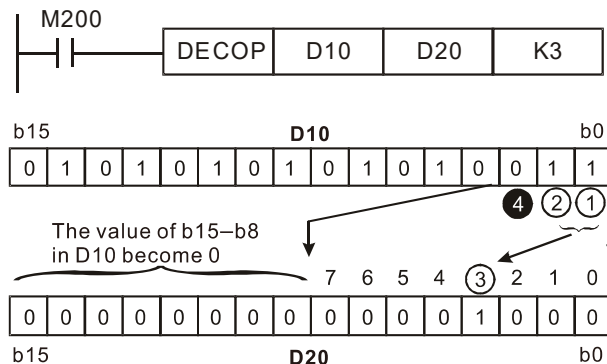 M200
DECOP D10 D20 K3
b15 D10 b0
0 1 0 1 0 1 0 1 0 1 0 1 0 0 1 1
4 2 1
The value of b15–b8
in D10 become 0
7 6 5 4 3 2 1 0
0 0 0 0 0 0 0 0 0 0 0 0 1 0 0 0
b15 D20 b0